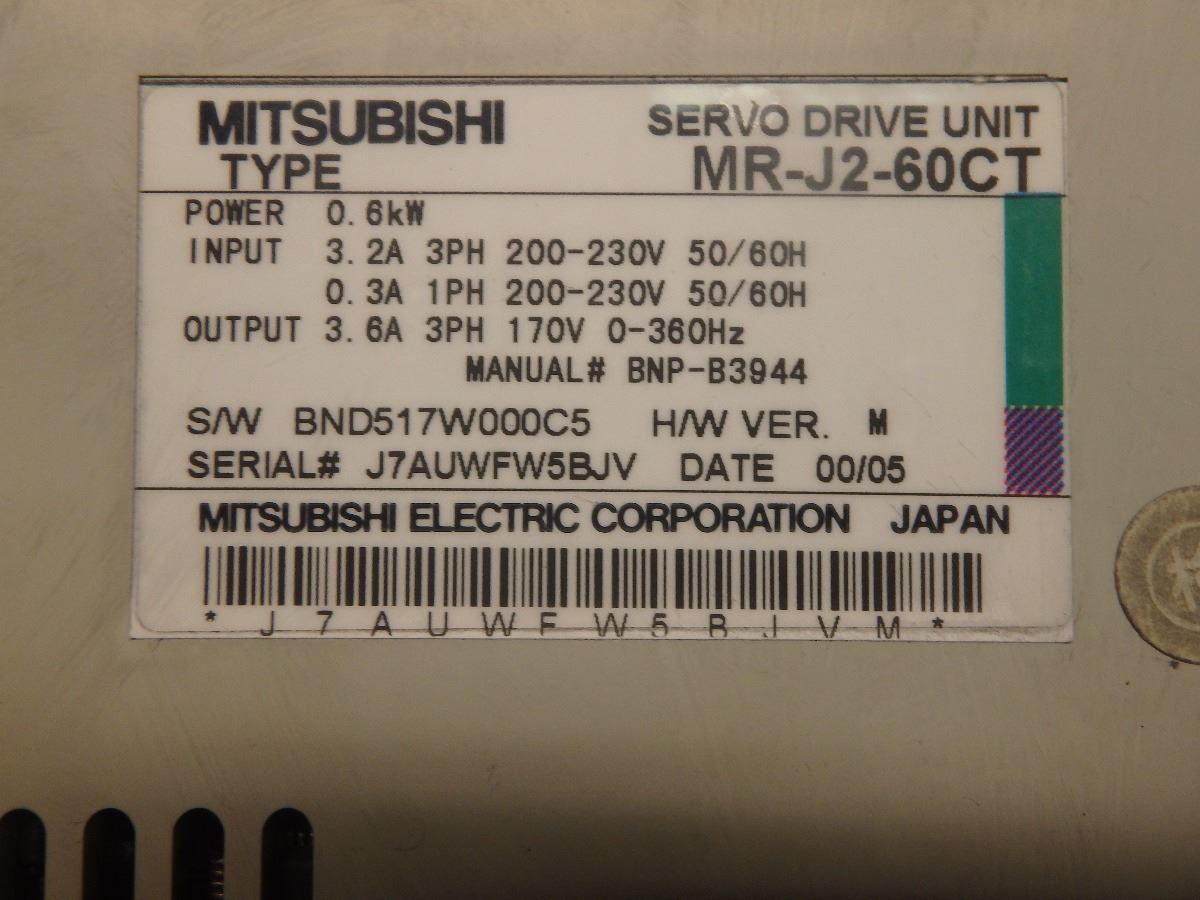 MITSUBISHI SERVO DRIVE UNIT
TYPE MR-J2-60CT
POWER 0.6kW
INPUT 3.2A 3PH 200-230V 50/60H
0.3A 1PH 200-230V 50/60H
OUTPUT 3.6A 3PH 170V 0-360Hz
MANUAL# BNP-B3944
S/W BND517W000C5 H/W VER. M
SERIAL# J7AUWFW5BJV DATE 00/05
MITSUBISHI ELECTRIC CORPORATION JAPAN
* J 7 A U W F W 5 B J V M *